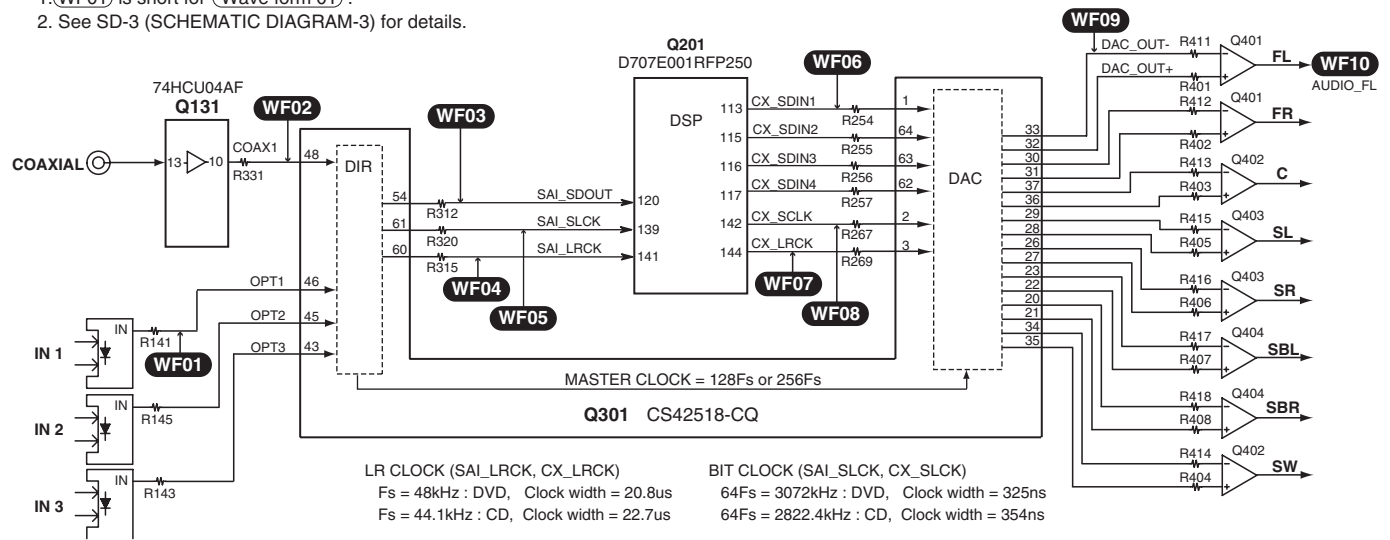 1. WF01 is short for Wave form 01 .
2. See SD-3 (SCHEMATIC DIAGRAM-3) for details.
74HCU04AF
Q131
COAXIAL
13
10
COAX1
R331
WF02
48
DIR
54
61
60
R312
R320
R315
WF03
SAI_SDOUT
SAI_SLCK
SAI_LRCK
WF04
WF05
120
139
141
Q201
D707E001RFP250
DSP
113
115
116
117
142
144
CX_SDIN1
CX_SDIN2
CX_SDIN3
CX_SDIN4
CX_SCLK
CX_LRCK
WF06
R254
R255
R256
R257
R267
R269
WF07
WF08
1
64
63
62
2
3
DAC
33
32
30
31
37
36
29
28
26
27
23
22
20
21
34
35
WF09
DAC_OUT-
DAC_OUT+
R411
R401
Q401
FL
WF10
AUDIO_FL
R412
R402
Q401
FR
R413
R403
Q402
C
R415
R405
Q403
SL
R416
R406
Q403
SR
R417
R407
Q404
SBL
R418
R408
Q404
SBR
R414
R404
Q402
SW
OPT1
46
OPT2
45
OPT3
43
IN 1
IN
R141
WF01
IN 2
IN
R145
IN 3
IN
R143
MASTER CLOCK = 128Fs or 256Fs
Q301 CS42518-CQ
LR CLOCK (SAI_LRCK, CX_LRCK)
Fs = 48kHz : DVD, Clock width = 20.8us
Fs = 44.1kHz : CD, Clock width = 22.7us
BIT CLOCK (SAI_SLCK, CX_SLCK)
64Fs = 3072kHz : DVD, Clock width = 325ns
64Fs = 2822.4kHz : CD, Clock width = 354ns